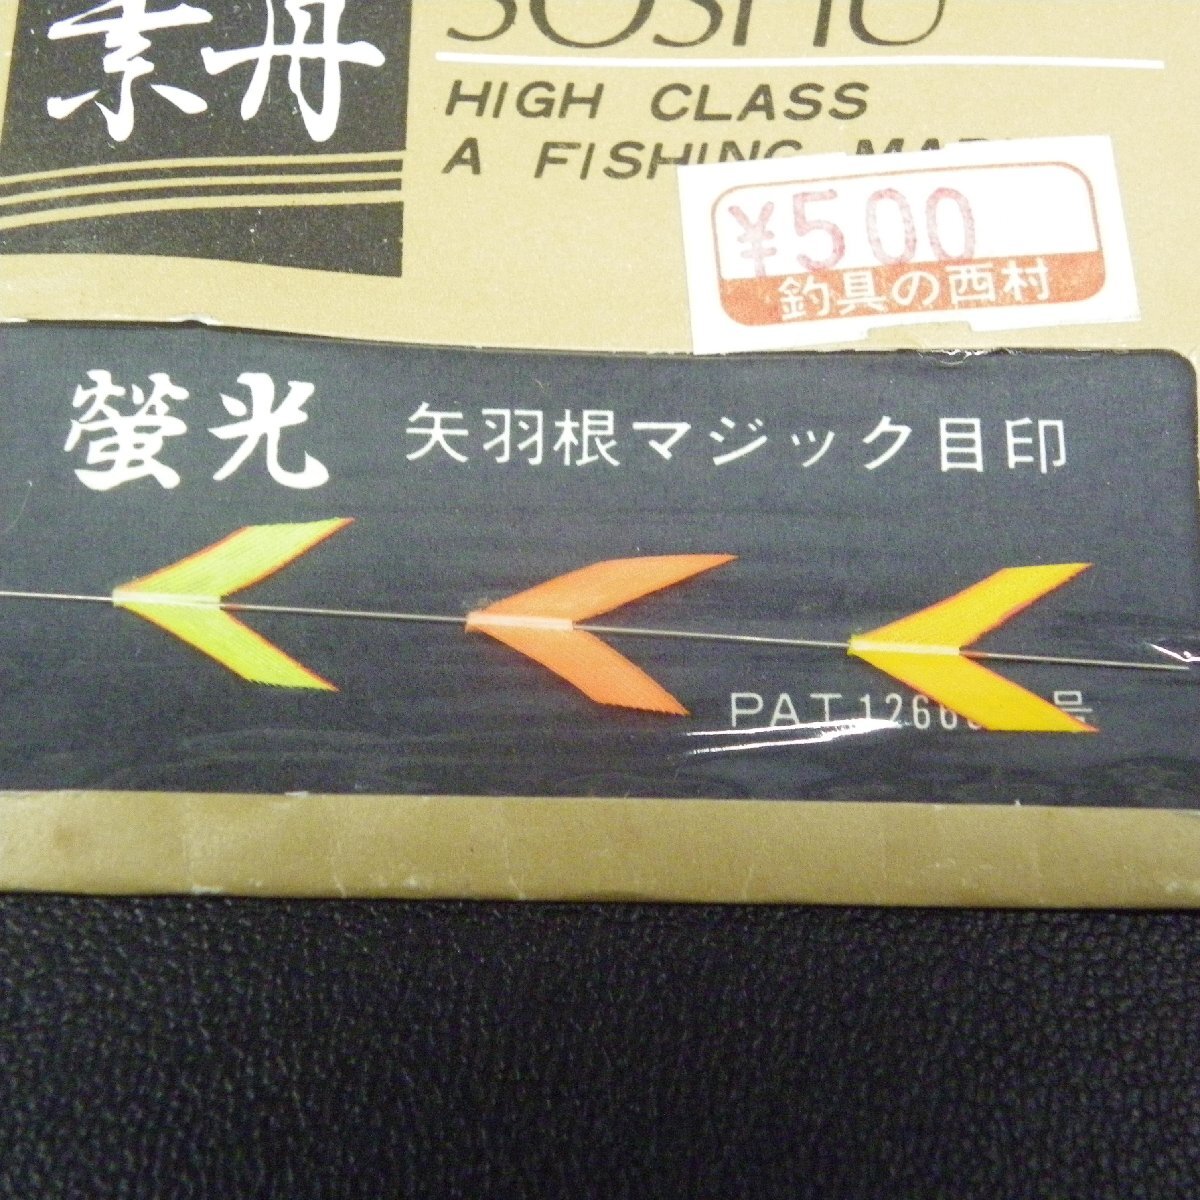 素舟
SOSHU
HIGH CLASS
A FISHING
¥500
釣具の西村
螢光 矢羽根マジック目印
PAT.1266 号